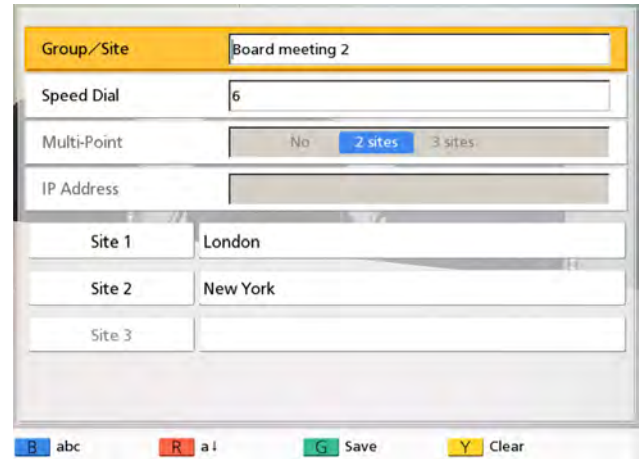 Group／Site Board meeting 2
Speed Dial 6
Multi-Point No 2 sites 3 sites
IP Address
Site 1 London
Site 2 New York
Site 3
B abc R a↓ G Save Y Clear